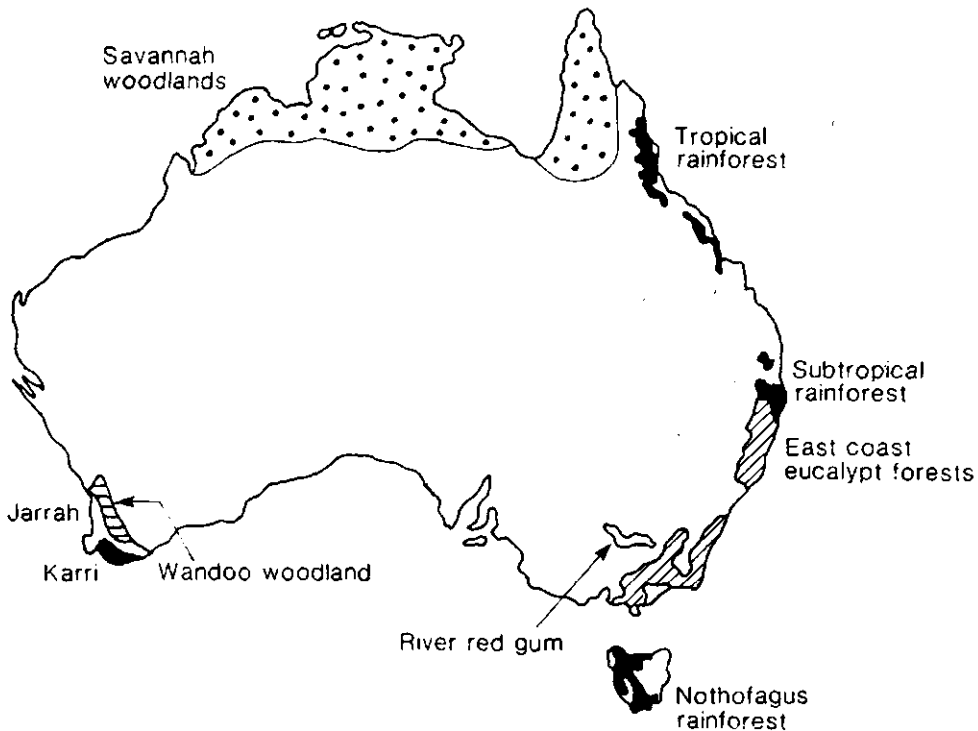 Savannah
woodlands
Tropical
rainforest
Subtropical
rainforest
East coast
eucalypt forests
Jarrah
Karri
Wandoo woodland
River red gum
Nothofagus
rainforest